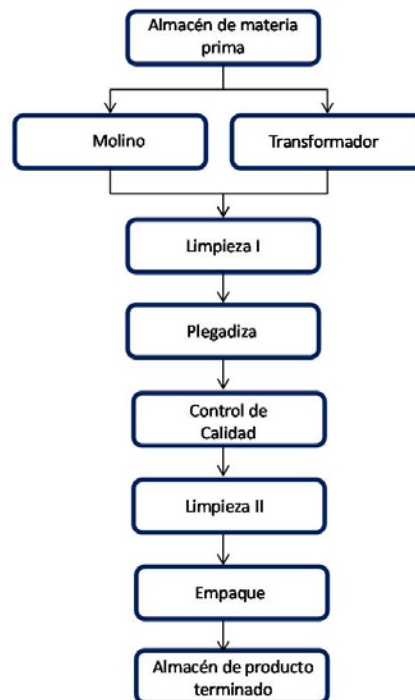 Almacén de materia
prima
Molino
Transformador
Limpieza I
Plegadiza
Control de
Calidad
Limpieza II
Empaque
Almacén de producto
terminado